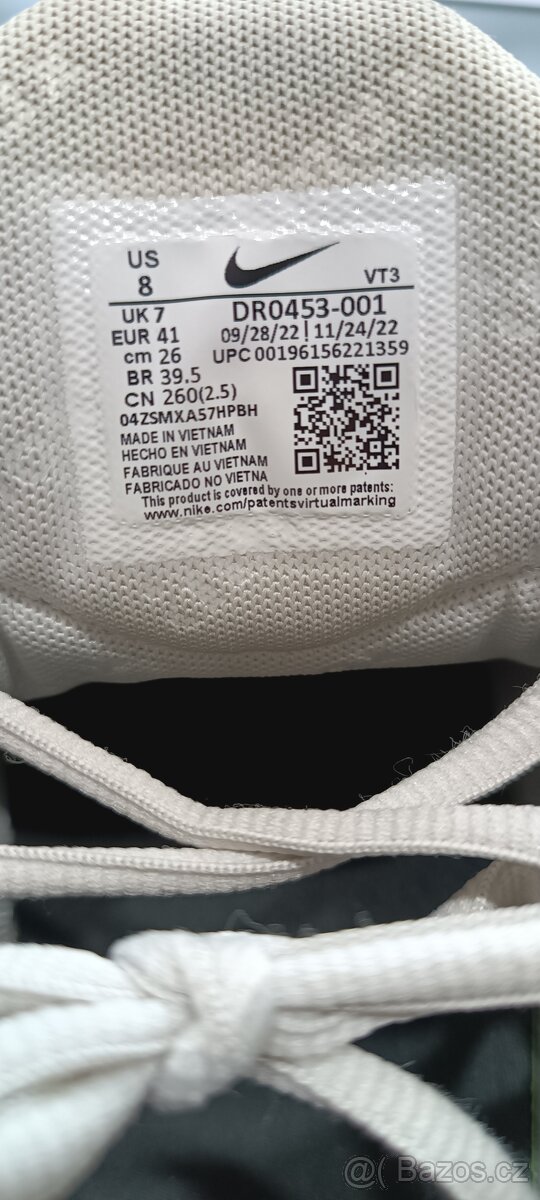 US
8
VT3
UK 7
DR0453-001
EUR 41
09/28/22 | 11/24/22
cm 26
UPC 00196156221359
BR 39.5
CN 260(2.5)
04ZSMXA57HPBH
MADE IN VIETNAM
HECHO EN VIETNAM
FABRIQUE AU VIETNAM
FABRICADO NO VIETNA
This product is covered by one or more patents:
www.nike.com/patentsvirtualmarking
@ Bazos.cz